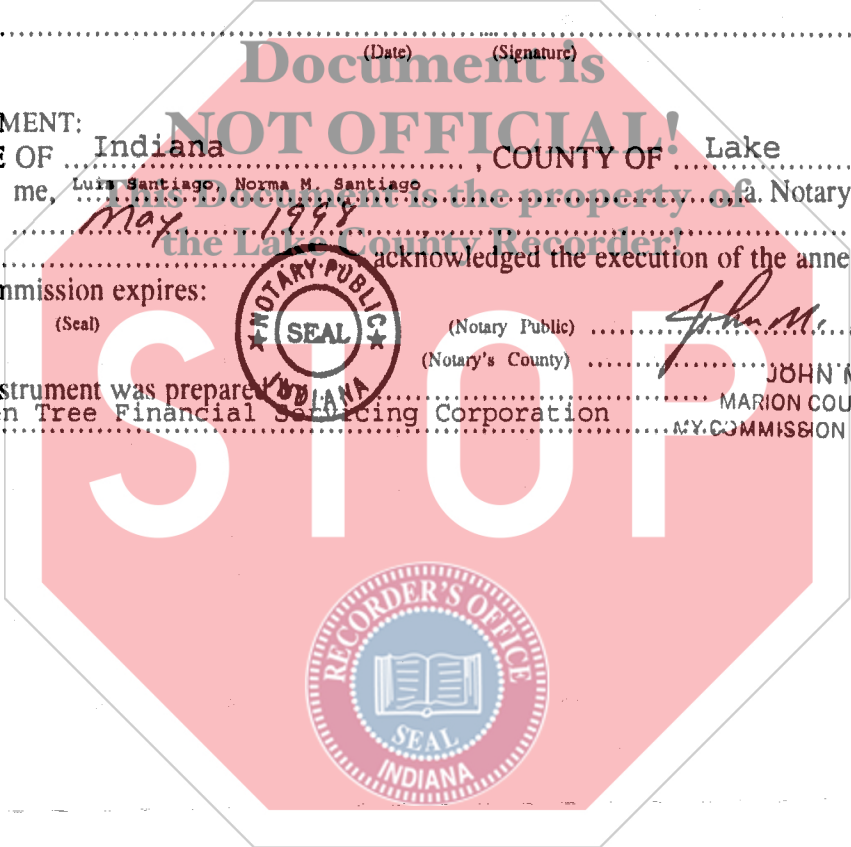 (Date) (Signature)
Document is
NOT OFFICIAL!
This Document is the property of
the Lake County Recorder!
STOP
MENT:
E OF Indiana , COUNTY OF Lake
me, Luis Santiago, Norma M. Santiago , a Notary
May 1998
acknowledged the execution of the anne
mmission expires:
(Seal)
NOTARY PUBLIC
SEAL
INDIANA
(Notary Public) John M.
(Notary's County)
JOHN M
strument was prepared
n Tree Financial Servicing Corporation
MARION COU
MY COMMISSION
RECORDER'S OFFICE
SEAL
INDIANA